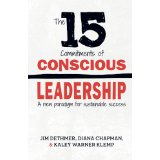 The
15
Commitments of
CONSCIOUS
LEADERSHIP
A new paradigm for sustainable success
JIM DETHMER, DIANA CHAPMAN,
& KALEY WARNER KLEMP